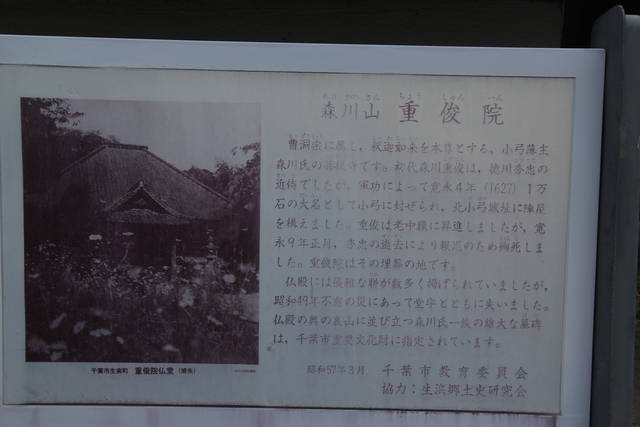 森川山 重俊院
曹洞宗に属し，釈迦如来を本尊とする，小弓藩主
森川氏の菩提寺です。初代森川重俊は，徳川秀忠の
近侍でしたが，軍功によって寛永4年（1627）1万
石の大名として小弓に封ぜられ，北小弓城址に陣屋
を構えました。重俊は老中職に昇進しましたが，寛
永9年正月，秀忠の逝去により報恩のため殉死しま
した。重俊院はその埋葬の地です。
仏殿には優雅な聯が数多く掲げられていましたが，
昭和49年不慮の災にあって堂宇とともに失いました。
仏殿の奥の裏山に並び立つ森川氏一族の雄大な墓碑
は，千葉市重要文化財に指定されています。
昭和57年3月 千葉市教育委員会
協力：生浜郷土史研究会
千葉市生実町 重俊院仏堂（焼失）